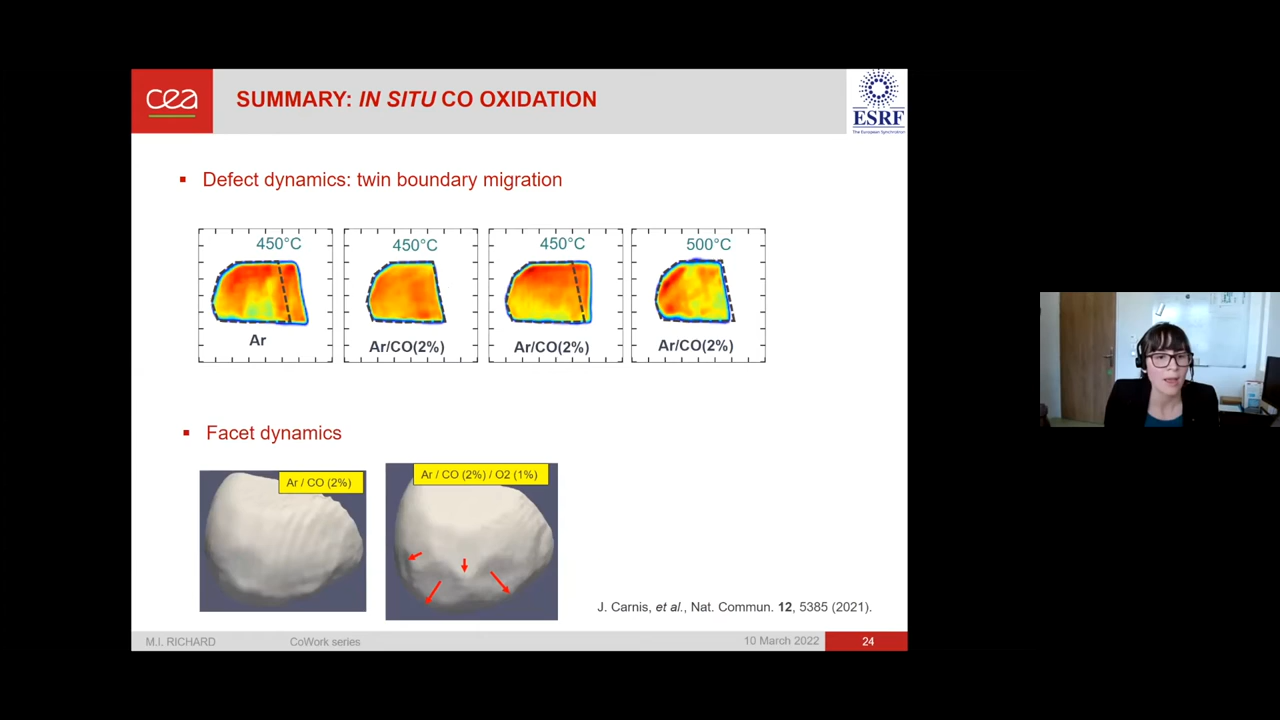 cea
SUMMARY: IN SITU CO OXIDATION
ESRF
The European Synchrotron
▪ Defect dynamics: twin boundary migration
450°C
450°C
450°C
500°C
Ar
Ar/CO(2%)
Ar/CO(2%)
Ar/CO(2%)
▪ Facet dynamics
Ar / CO (2%)
Ar / CO (2%) / O2 (1%)
J. Carnis, et al., Nat. Commun. 12, 5385 (2021).
M.I. RICHARD
CoWork series
10 March 2022
24